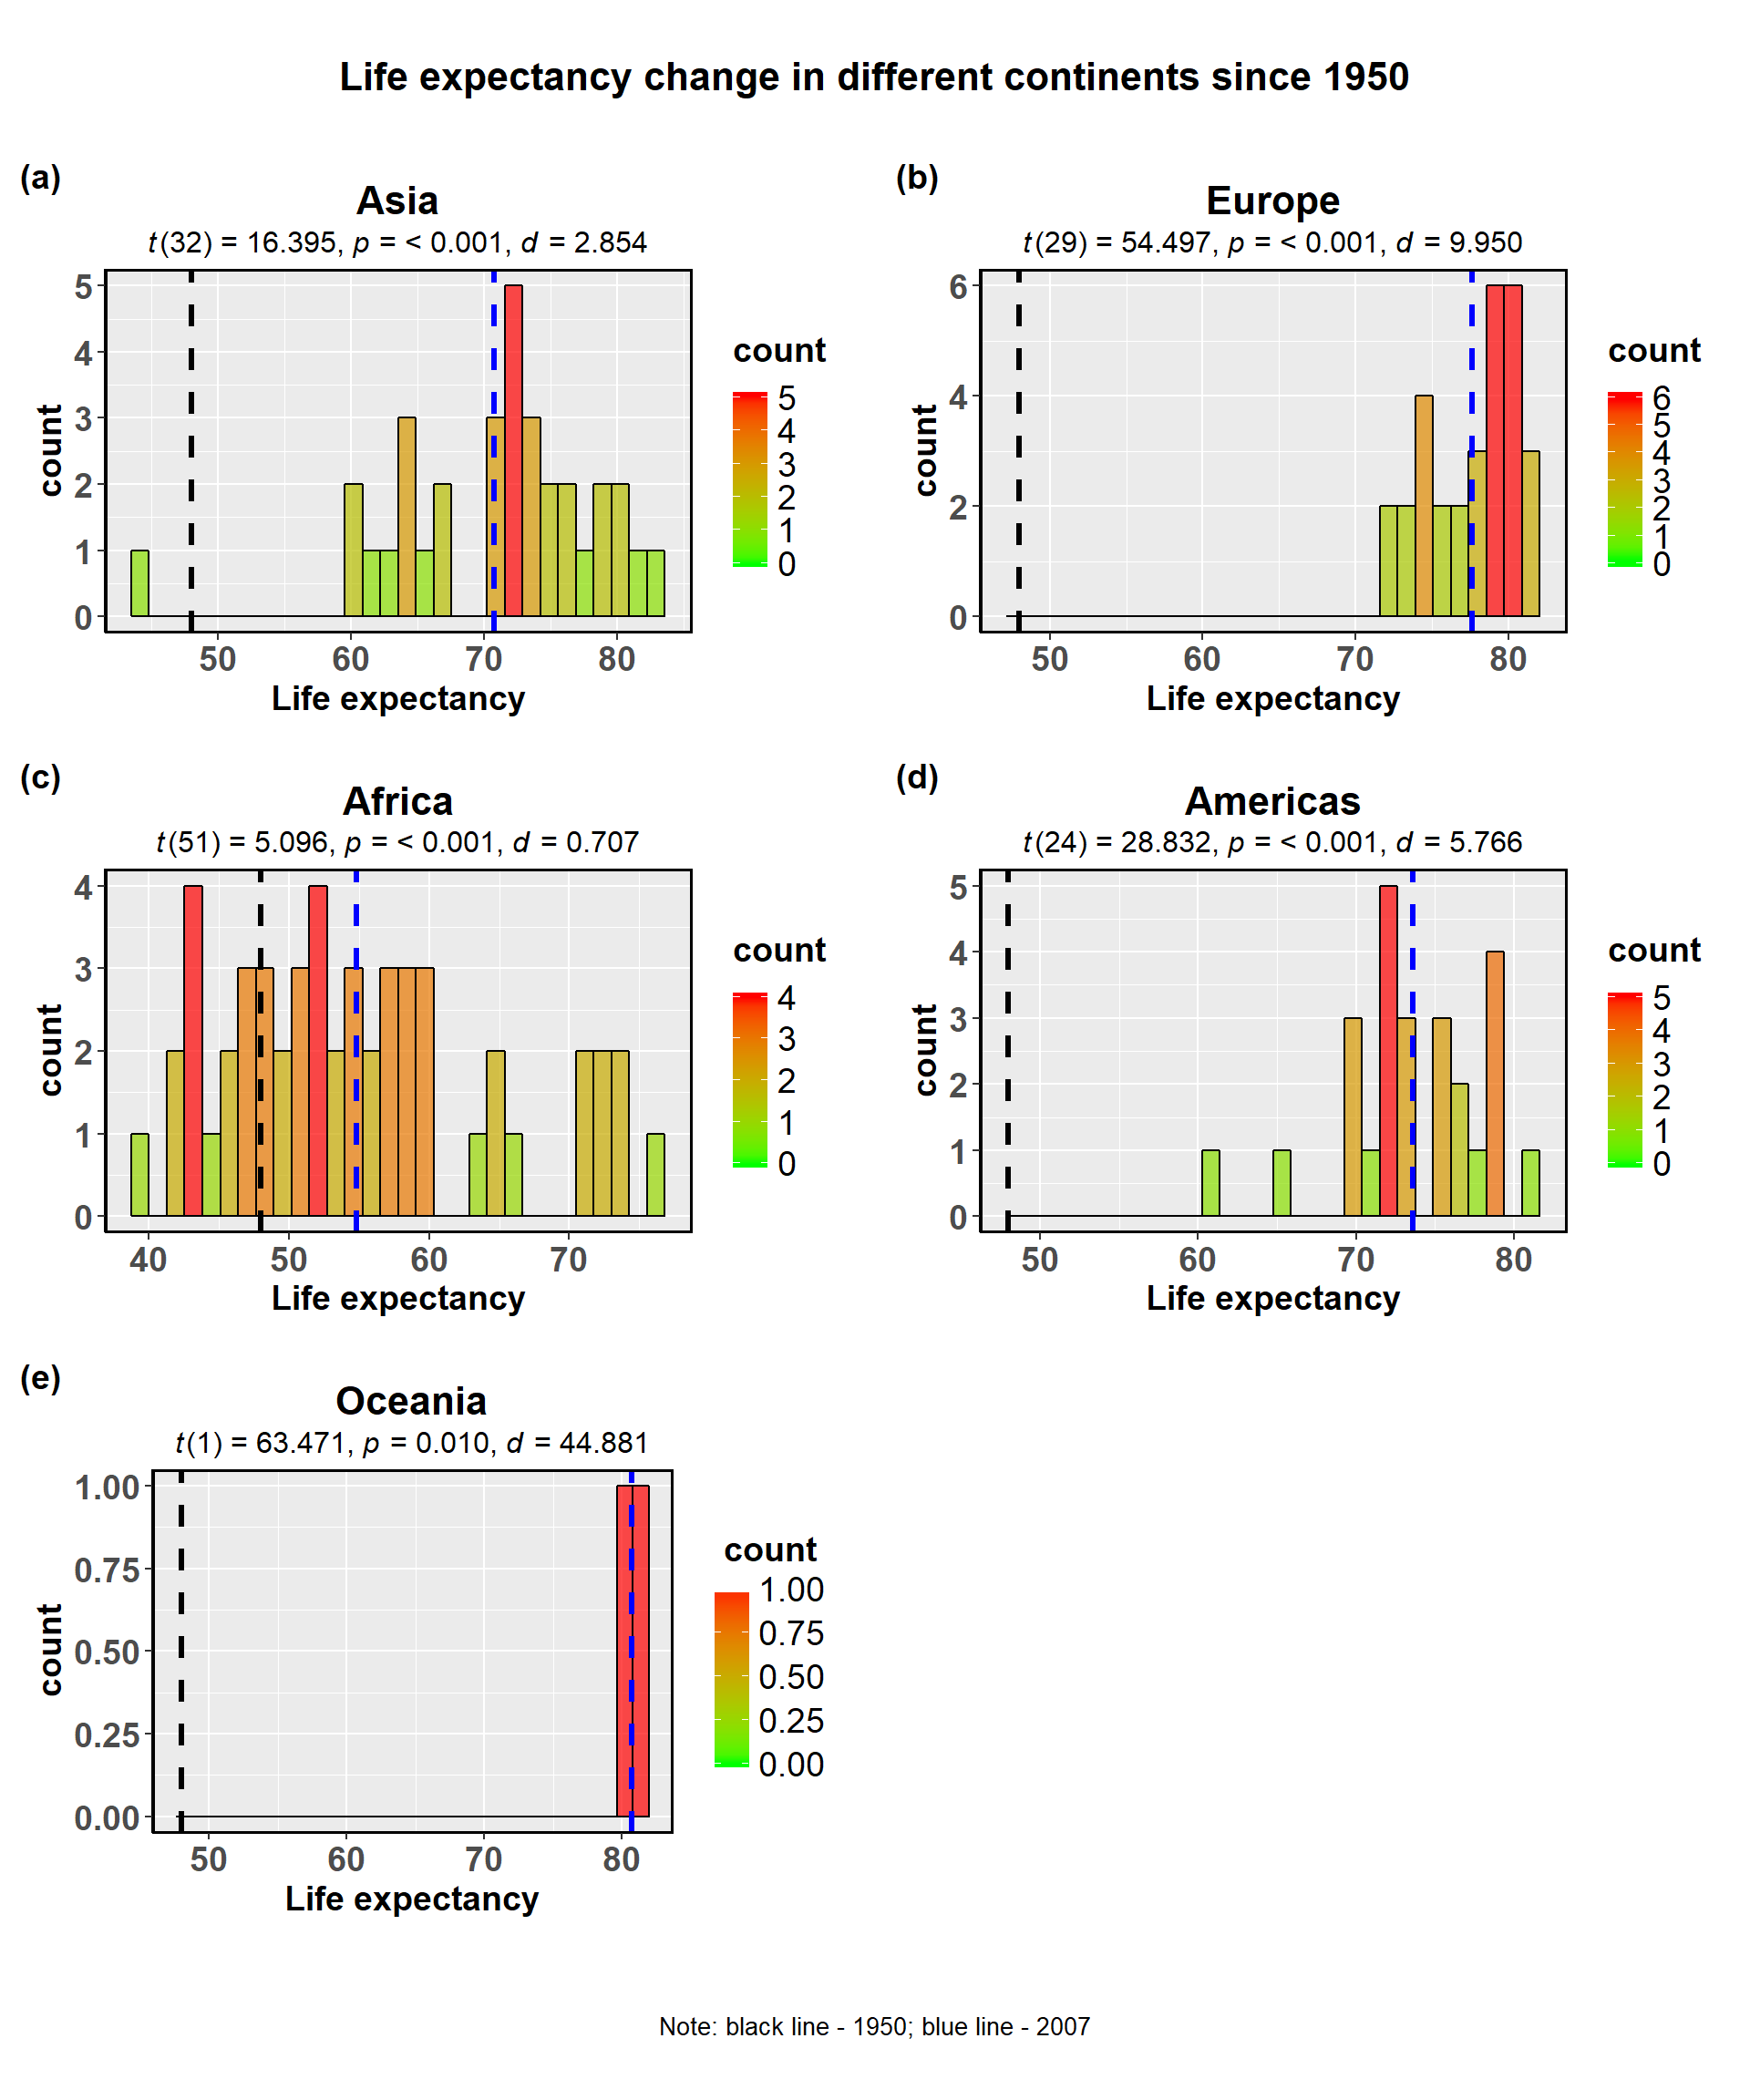 Life expectancy change in different continents since 1950
(a)
Asia
t(32) = 16.395, p = < 0.001, d = 2.854
5
4
3
2
1
0
count
50 60 70 80
Life expectancy
count
5
4
3
2
1
0
(b)
Europe
t(29) = 54.497, p = < 0.001, d = 9.950
6
4
2
0
count
50 60 70 80
Life expectancy
count
6
5
4
3
2
1
0
(c)
Africa
t(51) = 5.096, p = < 0.001, d = 0.707
4
3
2
1
0
count
40 50 60 70
Life expectancy
count
4
3
2
1
0
(d)
Americas
t(24) = 28.832, p = < 0.001, d = 5.766
5
4
3
2
1
0
count
50 60 70 80
Life expectancy
count
5
4
3
2
1
0
(e)
Oceania
t(1) = 63.471, p = 0.010, d = 44.881
1.00
0.75
0.50
0.25
0.00
count
50 60 70 80
Life expectancy
count
1.00
0.75
0.50
0.25
0.00
Note: black line - 1950; blue line - 2007